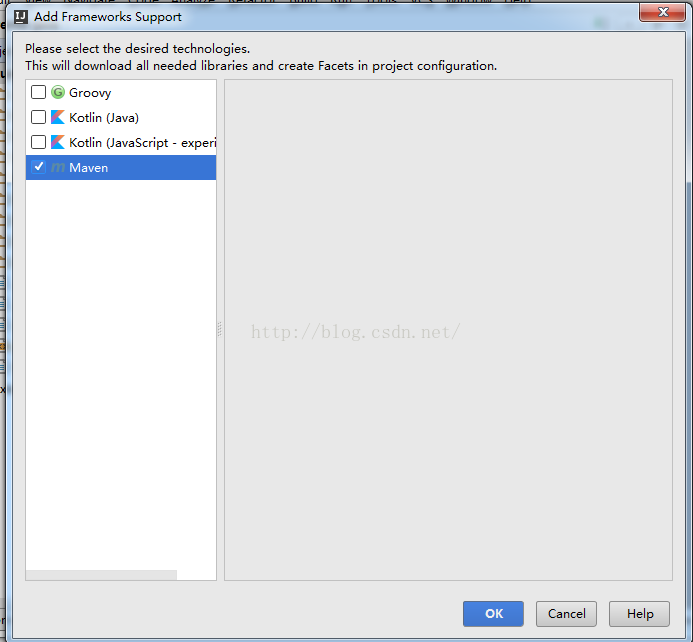 Add Frameworks Support
Please select the desired technologies.
This will download all needed libraries and create Facets in project configuration.
Groovy
Kotlin (Java)
Kotlin (JavaScript - experi
Maven
http://blog.csdn.net/
OK Cancel Help